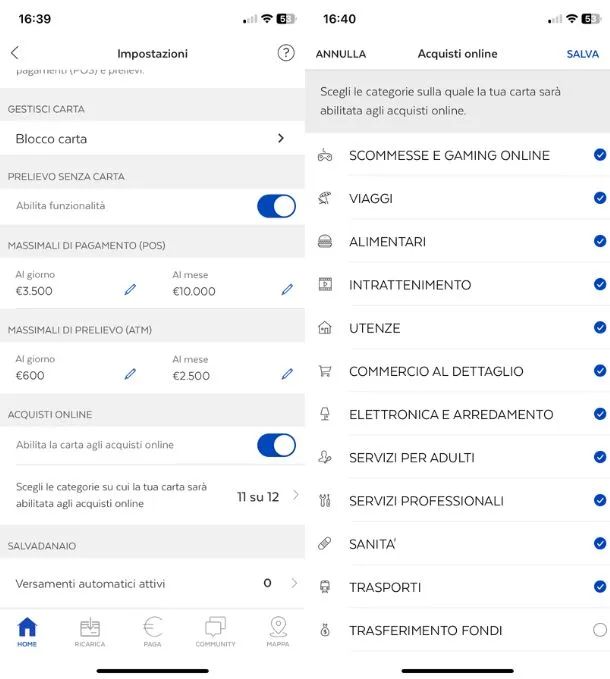 16:39
53
Impostazioni
?
pagamenti (POS) e prelievi.
GESTISCI CARTA
Blocco carta
PRELIEVO SENZA CARTA
Abilita funzionalità
MASSIMALI DI PAGAMENTO (POS)
Al giorno
Al mese
€3.500
€10.000
MASSIMALI DI PRELIEVO (ATM)
Al giorno
Al mese
€600
€2.500
ACQUISTI ONLINE
Abilita la carta agli acquisti online
Scegli le categorie su cui la tua carta sarà
abilitata agli acquisti online
11 su 12
SALVADANAIO
Versamenti automatici attivi
0
HOME
RICARICA
PAGA
COMMUNITY
MAPPA
16:40
53
ANNULLA
Acquisti online
SALVA
Scegli le categorie sulla quale la tua carta sarà
abilitata agli acquisti online.
SCOMMESSE E GAMING ONLINE
VIAGGI
ALIMENTARI
INTRATTENIMENTO
UTENZE
COMMERCIO AL DETTAGLIO
ELETTRONICA E ARREDAMENTO
SERVIZI PER ADULTI
SERVIZI PROFESSIONALI
SANITA'
TRASPORTI
TRASFERIMENTO FONDI